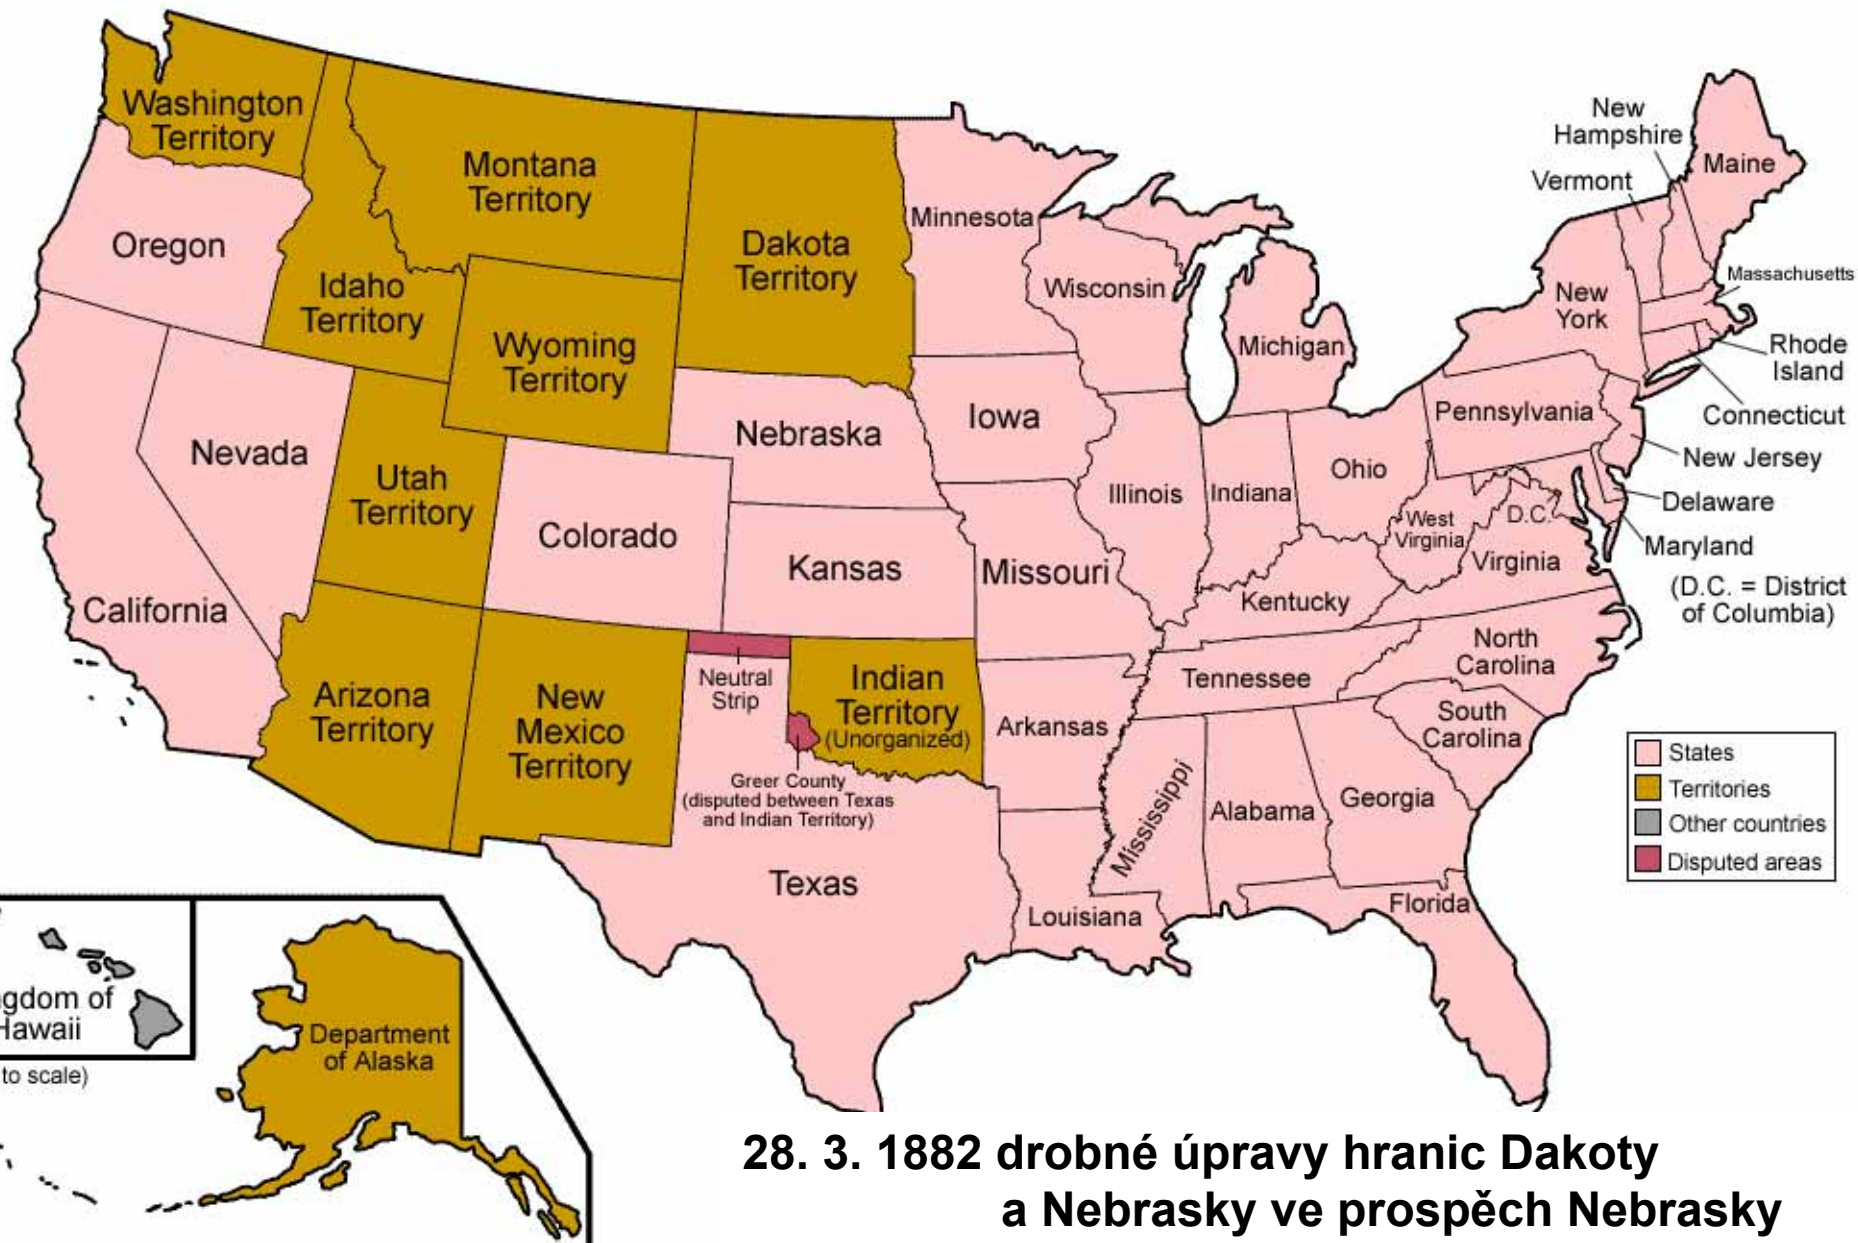 Washington
Territory
Montana
Territory
Dakota
Territory
Minnesota
Oregon
Idaho
Territory
Wyoming
Territory
Wisconsin
Michigan
New
Hampshire
Vermont
Maine
Massachusetts
New
York
Rhode
Island
Connecticut
Pennsylvania
New Jersey
Delaware
Maryland
(D.C. = District
of Columbia)
Nevada
Utah
Territory
Nebraska
Iowa
Illinois
Indiana
Ohio
West
Virginia
D.C.
Virginia
California
Colorado
Kansas
Missouri
Kentucky
North
Carolina
Tennessee
South
Carolina
Arizona
Territory
New
Mexico
Territory
Neutral
Strip
Indian
Territory
(Unorganized)
Greer County
(disputed between Texas
and Indian Territory)
Arkansas
Mississippi
Alabama
Georgia
Texas
Louisiana
Florida
States
Territories
Other countries
Disputed areas
gdom of
Hawaii
to scale)
Department
of Alaska
28. 3. 1882 drobné úpravy hranic Dakoty
a Nebrasky ve prospěch Nebrasky